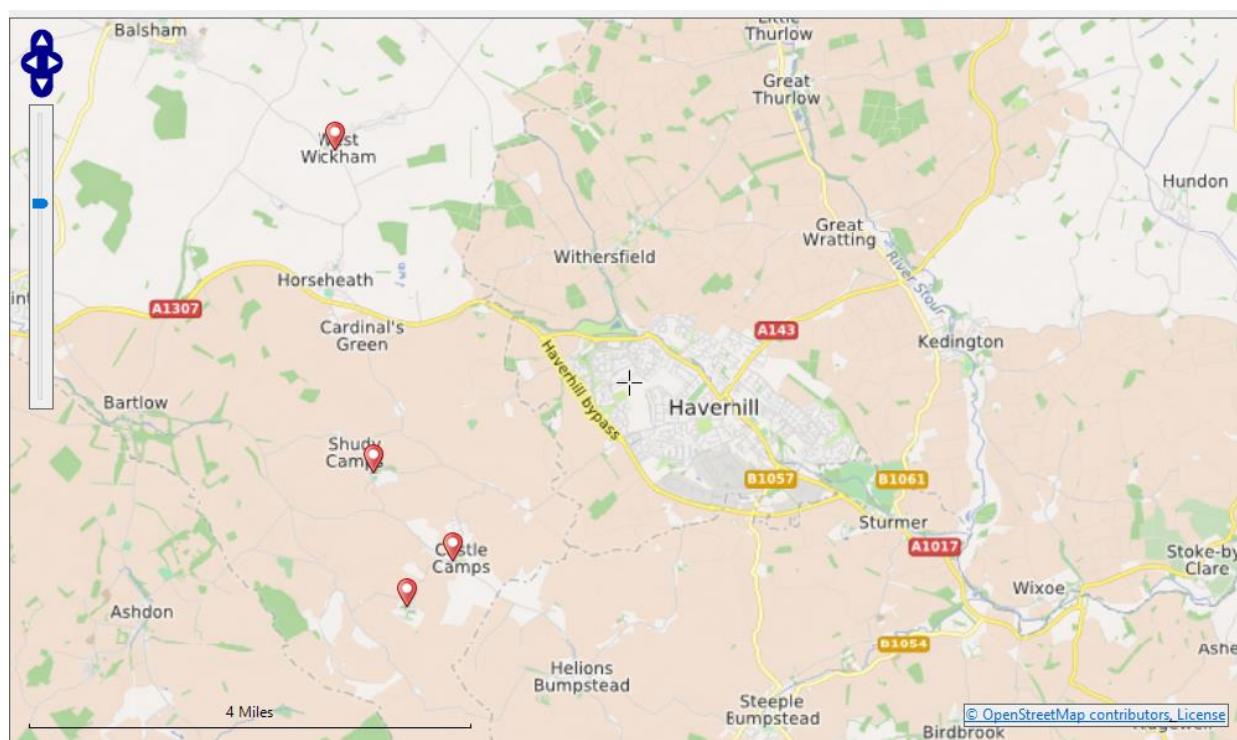 Balsham
Little
Thurlow
Great
Thurlow
West
Wickham
Hundon
Great
Wratting
Withersfield
River Stour
Horseheath
A1307
Cardinal's
Green
A143
Kedington
Haverhill bypass
Bartlow
Haverhill
Shudy
Camps
B1057
B1061
Sturmer
A1017
Castle
Camps
Stoke-by
Clare
Wixoe
Ashdon
B1054
Helions
Bumpstead
Steeple
Bumpstead
4 Miles
© OpenStreetMap contributors, License
Birdbrook